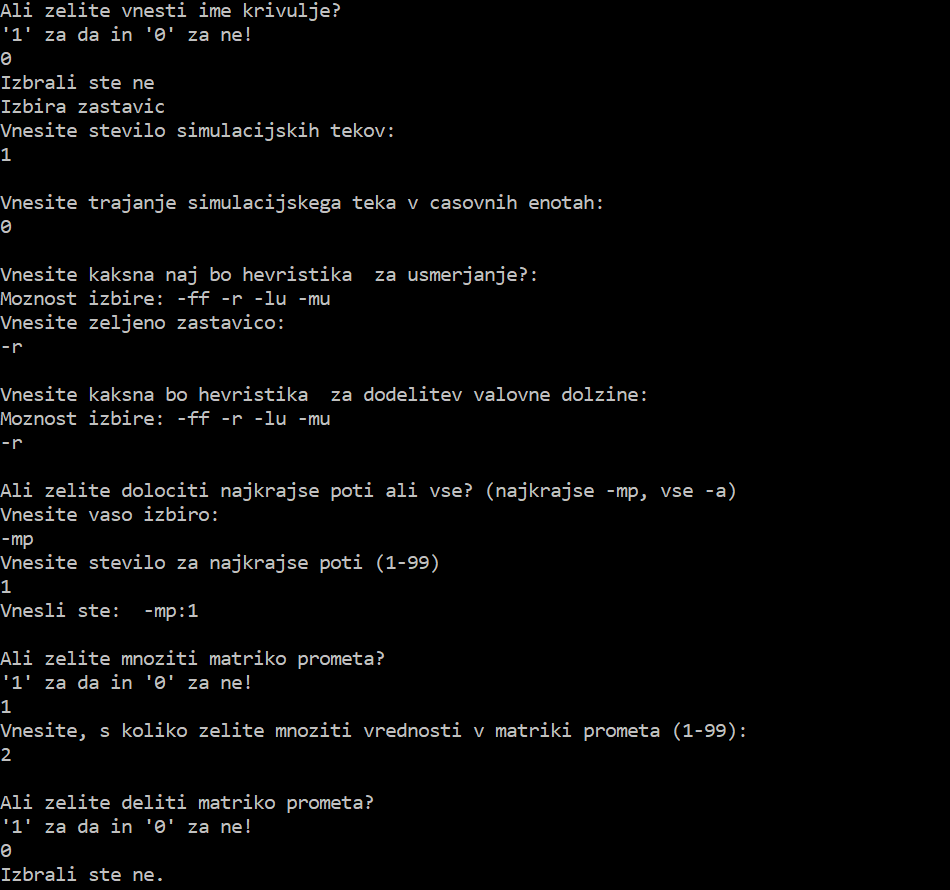 Ali zelite vnesti ime krivulje?
'1' za da in '0' za ne!
0
Izbrali ste ne
Izbira zastavic
Vnesite stevilo simulacijskih tekov:
1
Vnesite trajanje simulacijskega teka v casovnih enotah:
0
Vnesite kaksna naj bo hevristika  za usmerjanje?:
Moznost izbire: -ff -r -lu -mu
Vnesite zeljeno zastavico:
-r
Vnesite kaksna bo hevristika  za dodelitev valovne dolzine:
Moznost izbire: -ff -r -lu -mu
-r
Ali zelite dolociti najkrajse poti ali vse? (najkrajse -mp, vse -a)
Vnesite vaso izbiro:
-mp
Vnesite stevilo za najkrajse poti (1-99)
1
Vnesli ste:  -mp:1
Ali zelite mnoziti matriko prometa?
'1' za da in '0' za ne!
1
Vnesite, s koliko zelite mnoziti vrednosti v matriki prometa (1-99):
2
Ali zelite deliti matriko prometa?
'1' za da in '0' za ne!
0
Izbrali ste ne.